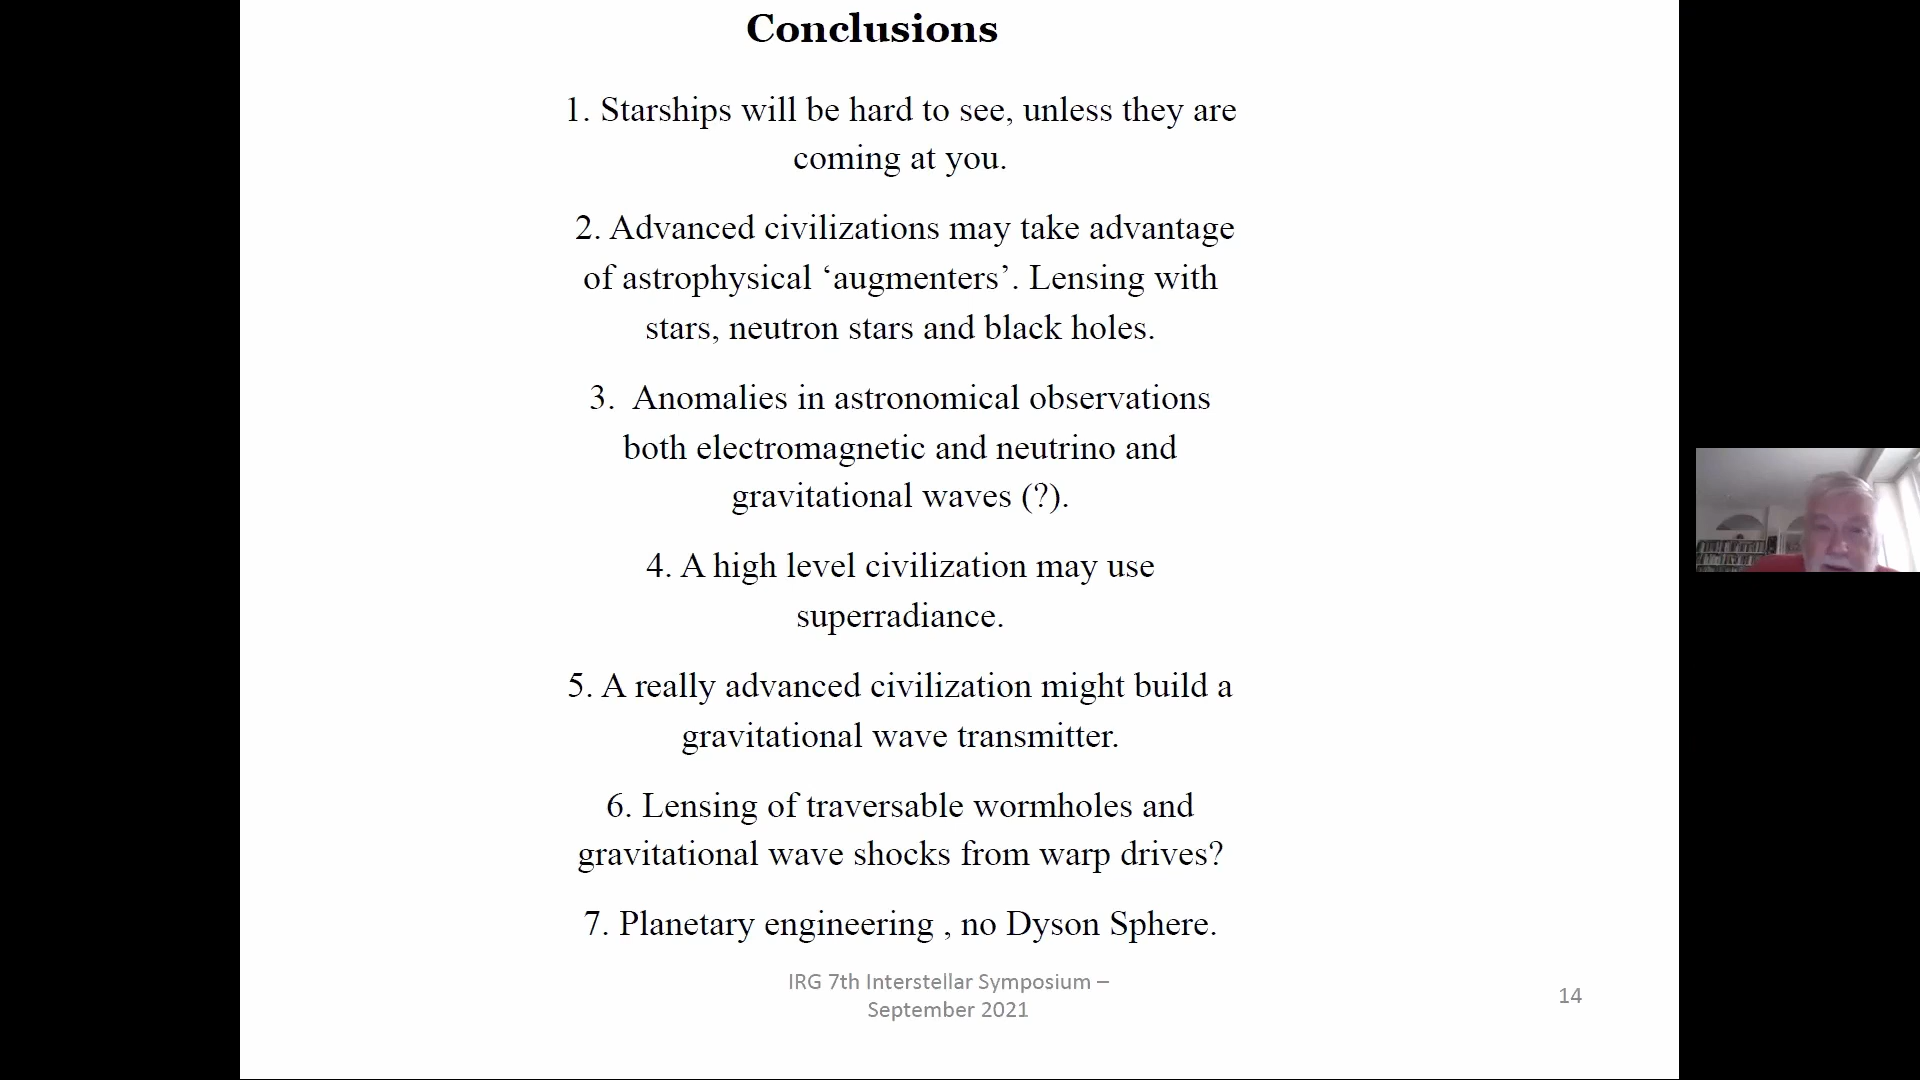 Conclusions
1. Starships will be hard to see, unless they are
coming at you.
2. Advanced civilizations may take advantage
of astrophysical ‘augmenters’. Lensing with
stars, neutron stars and black holes.
3.  Anomalies in astronomical observations
both electromagnetic and neutrino and
gravitational waves (?).
4. A high level civilization may use
superradiance.
5. A really advanced civilization might build a
gravitational wave transmitter.
6. Lensing of traversable wormholes and
gravitational wave shocks from warp drives?
7. Planetary engineering , no Dyson Sphere.
IRG 7th Interstellar Symposium –
September 2021
14